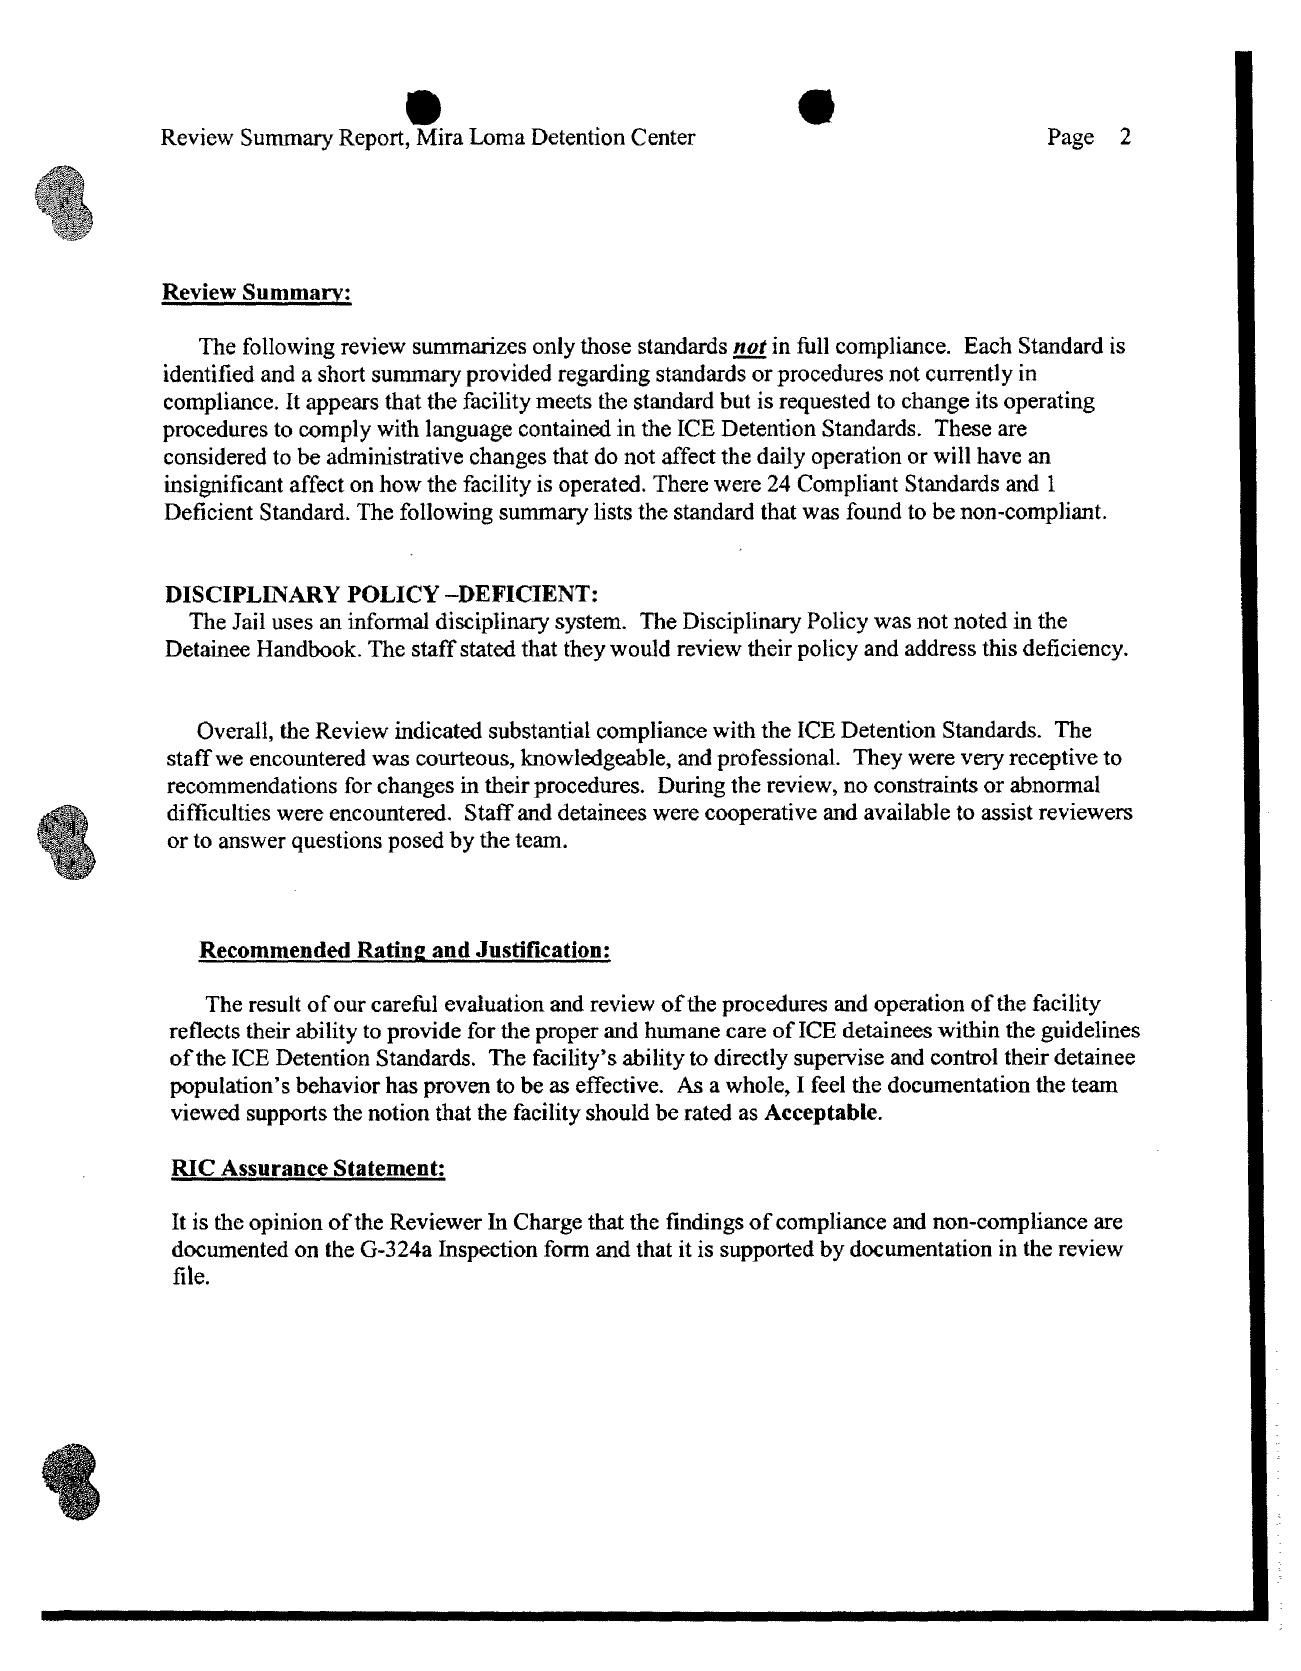 Review Summary Report, Mira Loma Detention Center Page 2
Review Summary:
The following review summarizes only those standards not in full compliance. Each Standard is
identified and a short summary provided regarding standards or procedures not currently in
compliance. It appears that the facility meets the standard but is requested to change its operating
procedures to comply with language contained in the ICE Detention Standards. These are
considered to be administrative changes that do not affect the daily operation or will have an
insignificant affect on how the facility is operated. There were 24 Compliant Standards and 1
Deficient Standard. The following summary lists the standard that was found to be non-compliant.
DISCIPLINARY POLICY –DEFICIENT:
The Jail uses an informal disciplinary system. The Disciplinary Policy was not noted in the
Detainee Handbook. The staff stated that they would review their policy and address this deficiency.
Overall, the Review indicated substantial compliance with the ICE Detention Standards. The
staff we encountered was courteous, knowledgeable, and professional. They were very receptive to
recommendations for changes in their procedures. During the review, no constraints or abnormal
difficulties were encountered. Staff and detainees were cooperative and available to assist reviewers
or to answer questions posed by the team.
Recommended Rating and Justification:
The result of our careful evaluation and review of the procedures and operation of the facility
reflects their ability to provide for the proper and humane care of ICE detainees within the guidelines
of the ICE Detention Standards. The facility's ability to directly supervise and control their detainee
population's behavior has proven to be as effective. As a whole, I feel the documentation the team
viewed supports the notion that the facility should be rated as Acceptable.
RIC Assurance Statement:
It is the opinion of the Reviewer In Charge that the findings of compliance and non-compliance are
documented on the G-324a Inspection form and that it is supported by documentation in the review
file.